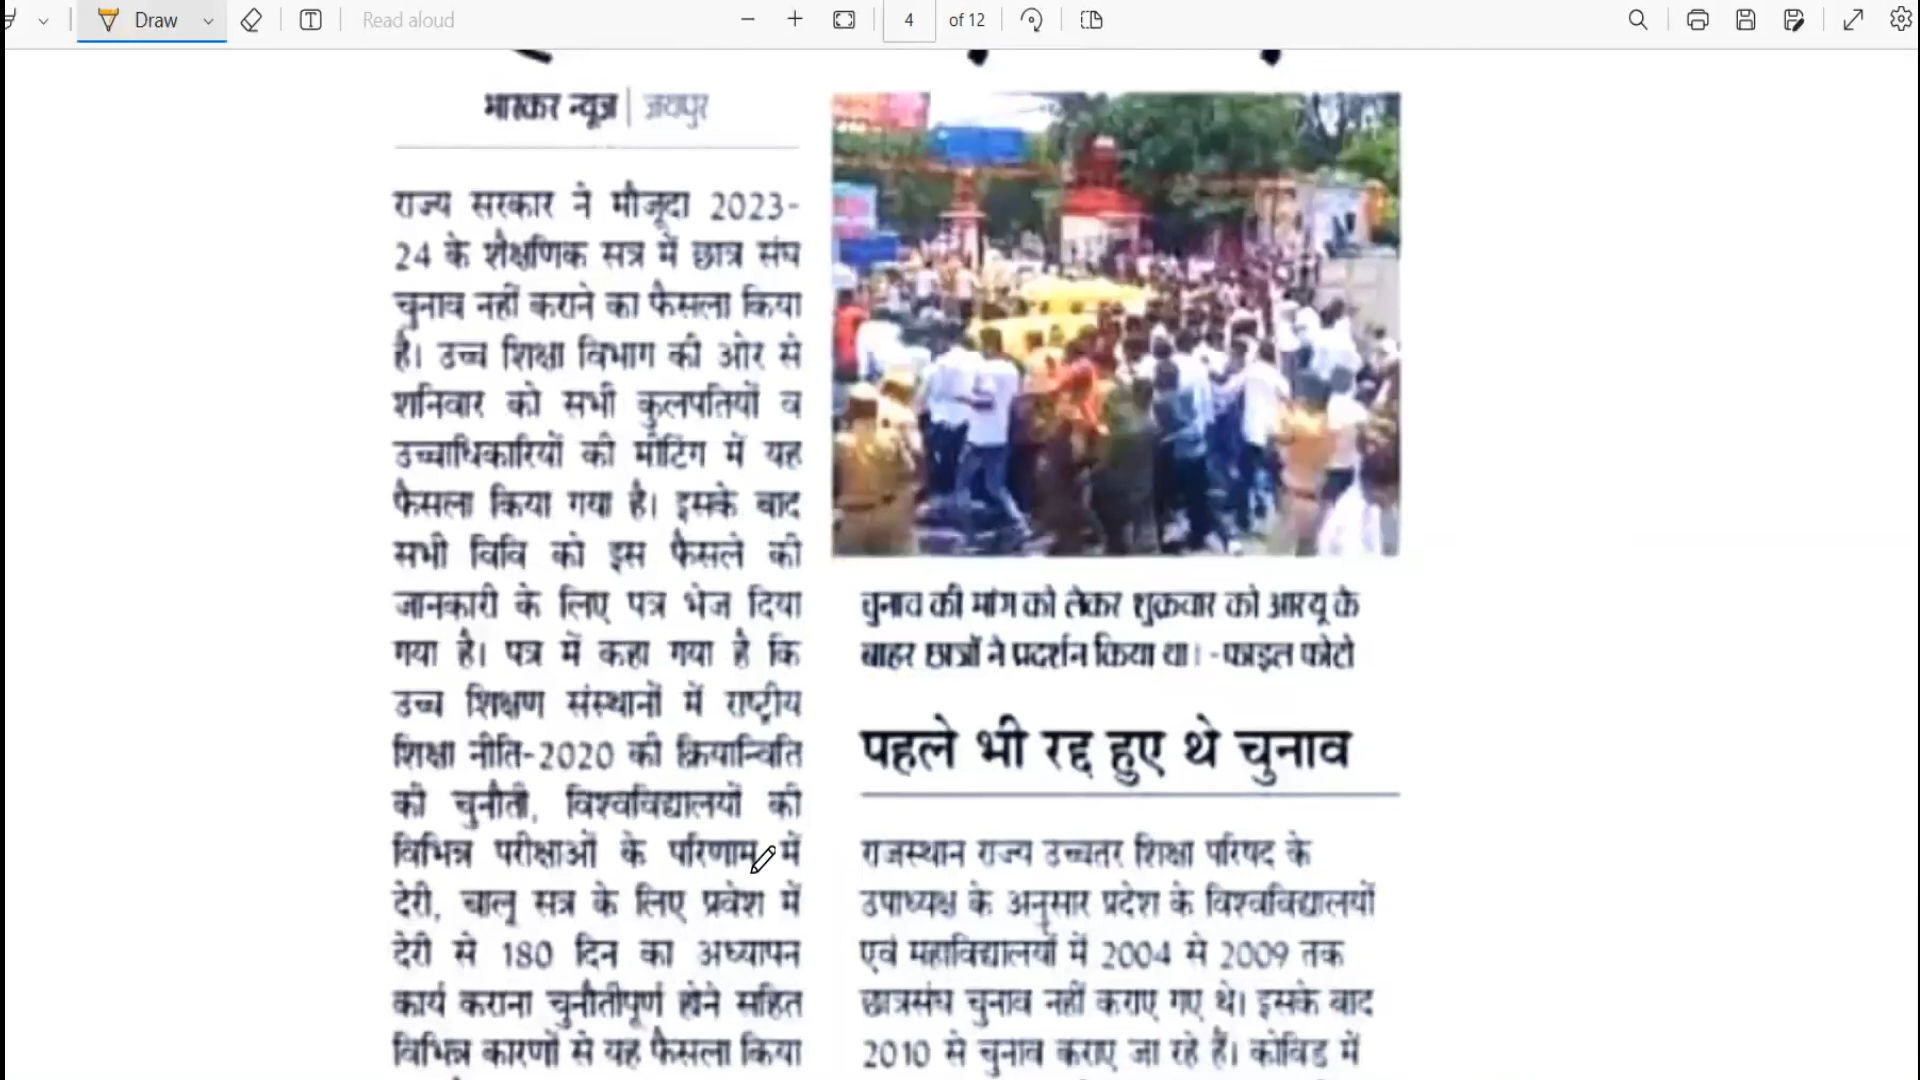 Draw
Read aloud
4 of 12
भास्कर न्यूज | जयपुर
राज्य सरकार ने मौजूदा 2023-
24 के शैक्षणिक सत्र में छात्र संघ
चुनाव नहीं कराने का फैसला किया
है। उच्च शिक्षा विभाग की ओर से
शनिवार को सभी कुलपतियों व
उच्चाधिकारियों की मीटिंग में यह
फैसला किया गया है। इसके बाद
सभी विवि को इस फैसले की
जानकारी के लिए पत्र भेज दिया
गया है। पत्र में कहा गया है कि
उच्च शिक्षण संस्थानों में राष्ट्रीय
शिक्षा नीति-2020 की क्रियान्विति
की चुनौती, विश्वविद्यालयों की
विभिन्न परीक्षाओं के परिणाम में
देरी, चालू सत्र के लिए प्रवेश में
देरी से 180 दिन का अध्यापन
कार्य कराना चुनौतीपूर्ण होने सहित
विभिन्न कारणों से यह फैसला किया
चुनाव की मांग को लेकर शुक्रवार को आरयू के
बाहर छात्रों ने प्रदर्शन किया था। -फाइल फोटो
पहले भी रद्द हुए थे चुनाव
राजस्थान राज्य उच्चतर शिक्षा परिषद के
उपाध्यक्ष के अनुसार प्रदेश के विश्वविद्यालयों
एवं महाविद्यालयों में 2004 से 2009 तक
छात्रसंघ चुनाव नहीं कराए गए थे। इसके बाद
2010 से चुनाव कराए जा रहे हैं। कोविड में